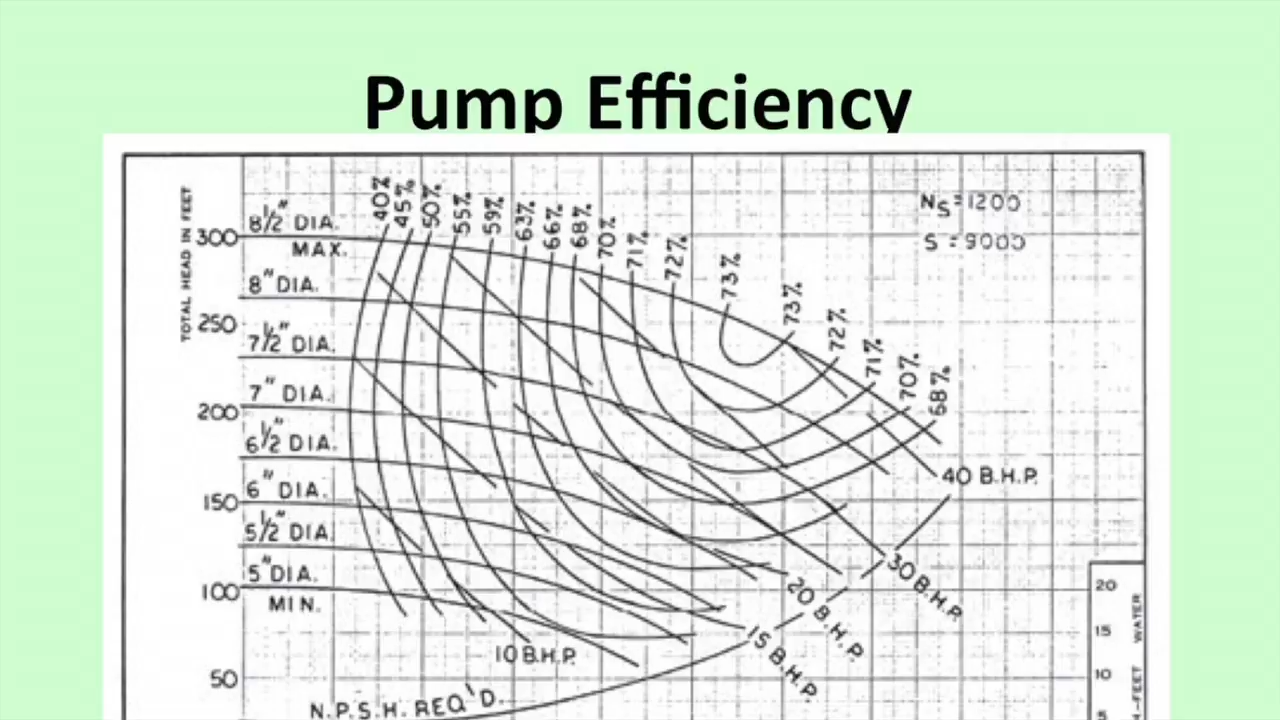 Pump Efficiency
TOTAL HEAD IN FEET
300
250
200
150
100
50
8½" DIA.
MAX.
8" DIA.
7½" DIA.
7" DIA.
6½" DIA.
6" DIA.
5½" DIA.
5" DIA.
MIN.
40%
45%
50%
55%
59%
63%
66%
68%
70%
71%
72%
73%
73%
72%
71%
70%
68%
NS=1200
S=9000
40 B.H.P.
30 B.H.P.
20 B.H.P.
15 B.H.P.
10 B.H.P.
N.P.S.H. REQ'D.
20
15
10
WATER